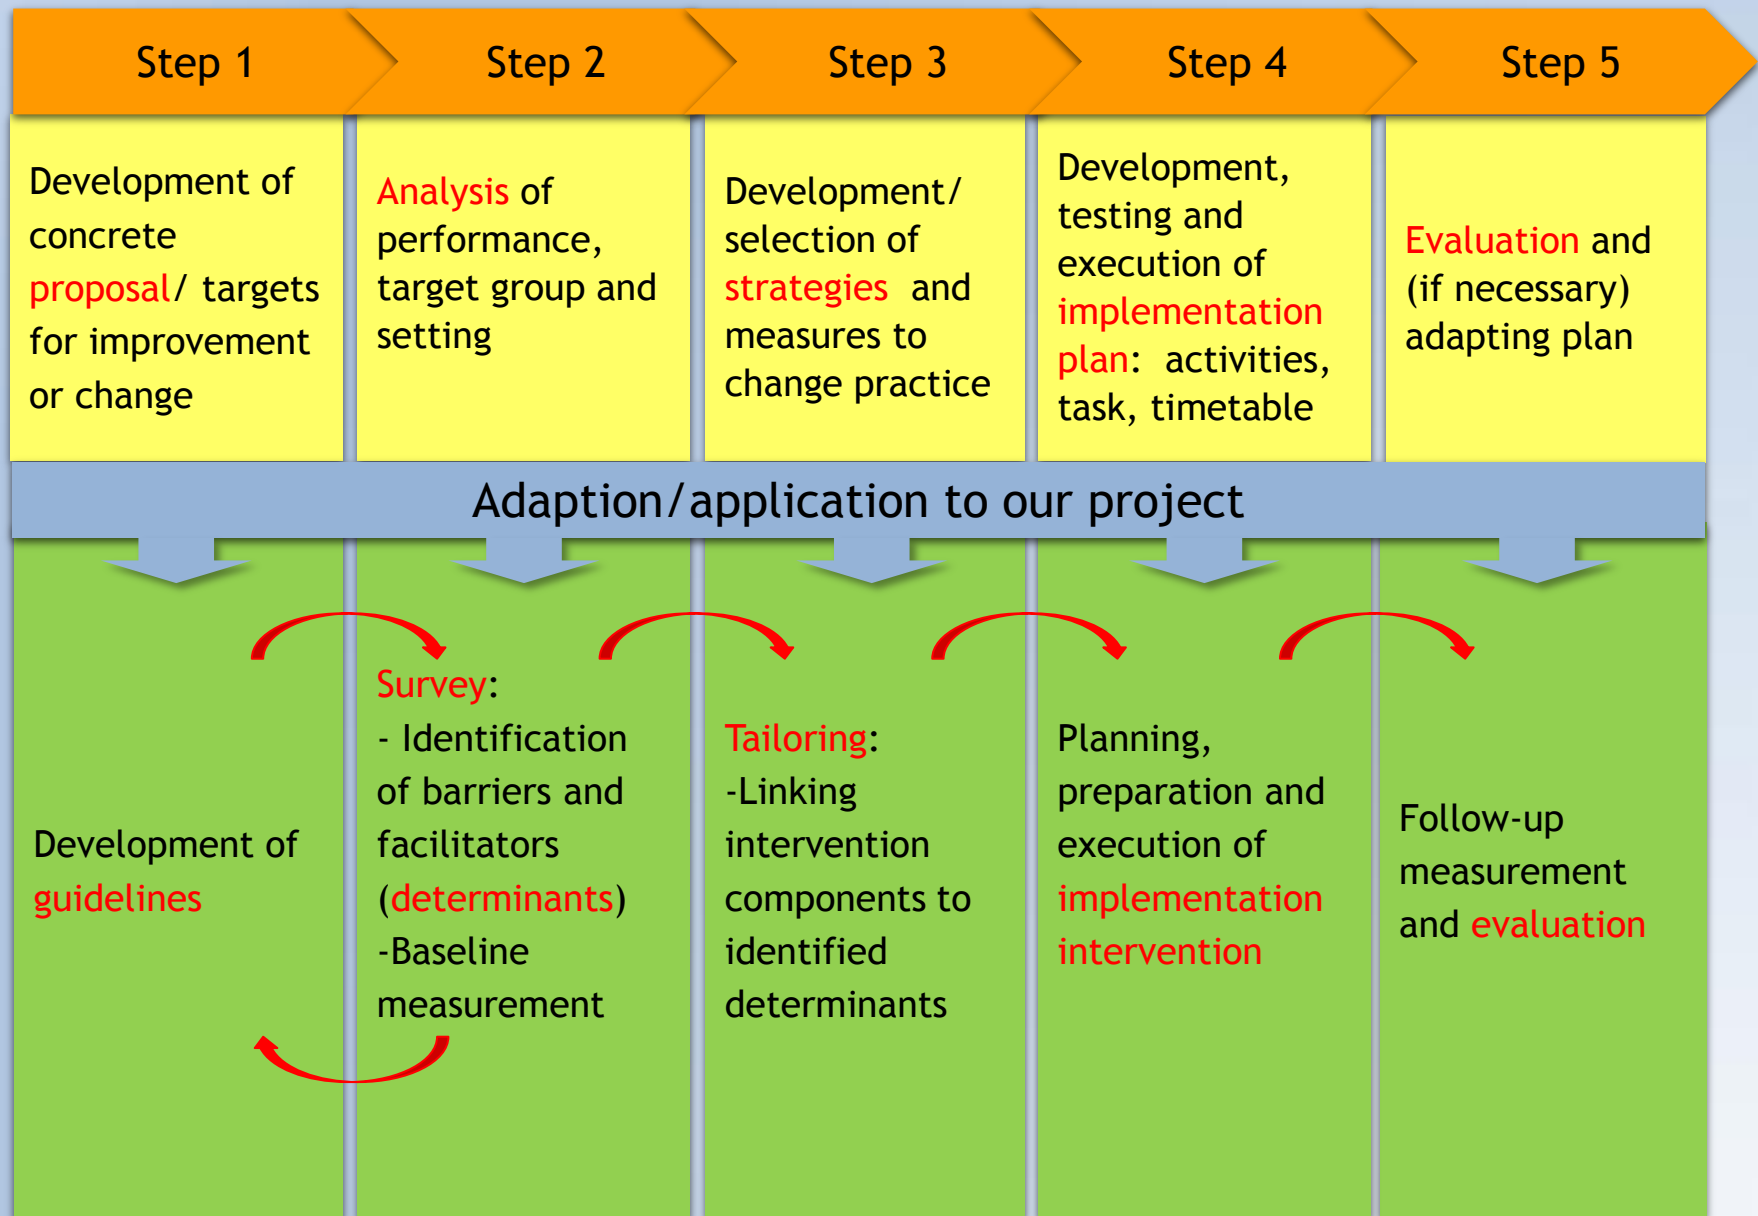 Step 1
Step 2
Step 3
Step 4
Step 5
Development of
concrete
proposal/ targets
for improvement
or change
Analysis of
performance,
target group and
setting
Development/
selection of
strategies and
measures to
change practice
Development,
testing and
execution of
implementation
plan: activities,
task, timetable
Evaluation and
(if necessary)
adapting plan
Adaption/application to our project
Development of
guidelines
Survey:
- Identification
of barriers and
facilitators
(determinants)
-Baseline
measurement
Tailoring:
-Linking
intervention
components to
identified
determinants
Planning,
preparation and
execution of
implementation
intervention
Follow-up
measurement
and evaluation